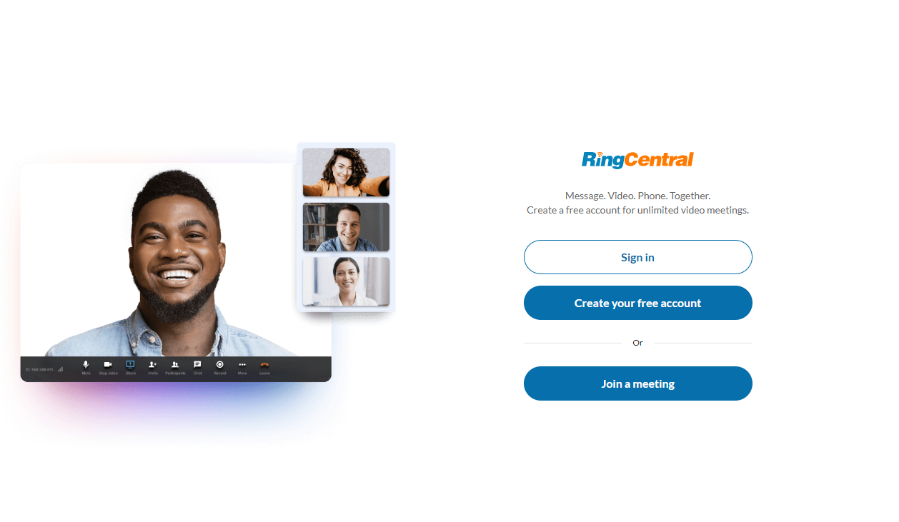 RingCentral
Message. Video. Phone. Together.
Create a free account for unlimited video meetings.
Sign in
Create your free account
Or
Join a meeting
Mute
Stop video
Share
Invite
Participants
Chat
Record
More
Leave